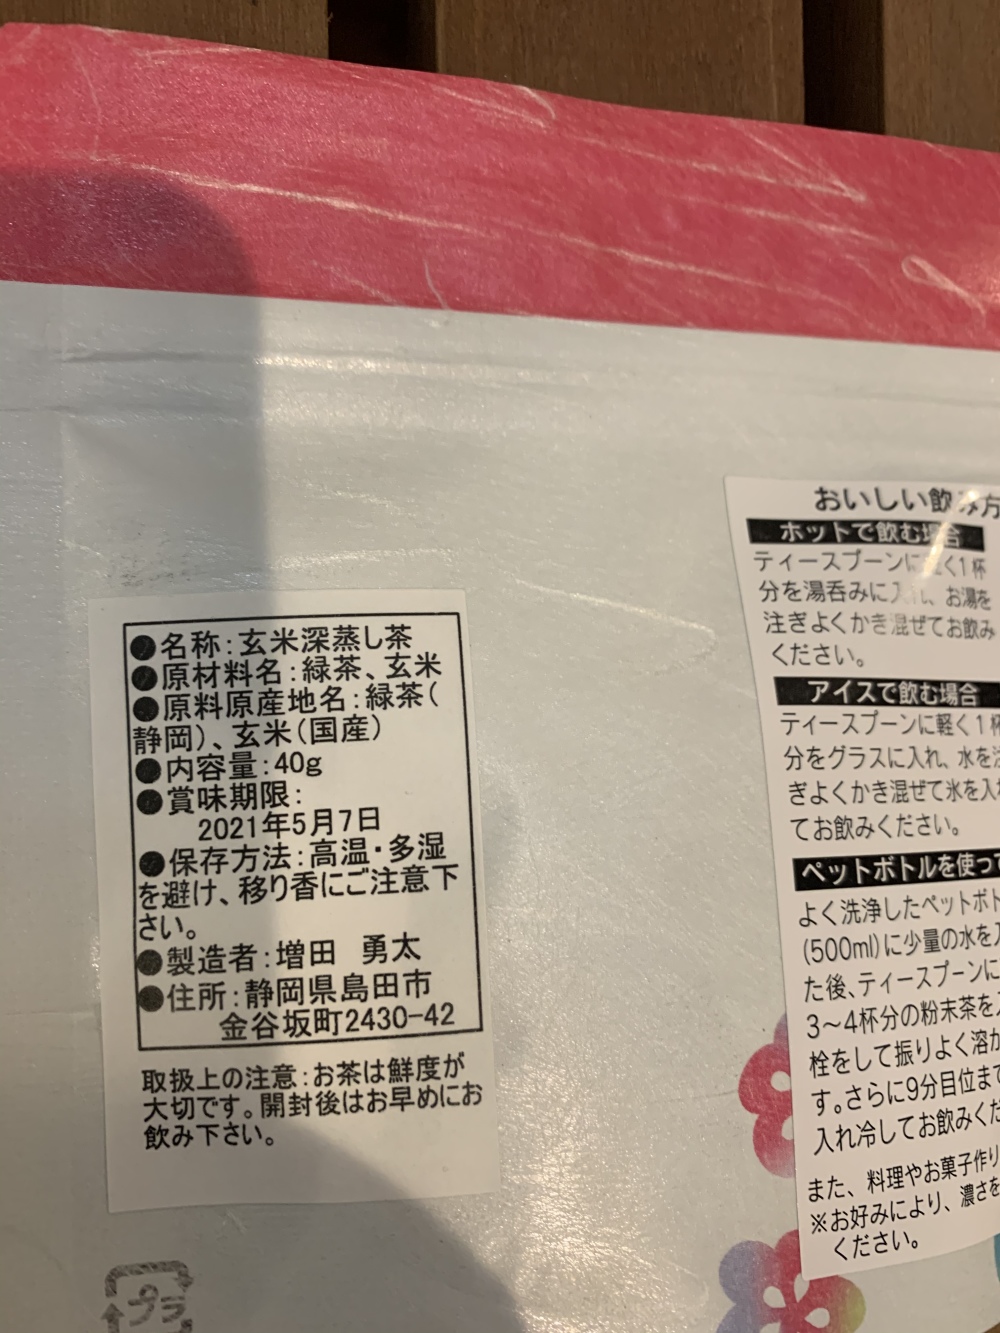 ●名称:玄米深蒸し茶
●原材料名:緑茶、玄米
●原料原産地名:緑茶(
静岡)、玄米(国産)
●内容量:40g
●賞味期限:
2021年5月7日
●保存方法:高温・多湿
を避け、移り香にご注意下
さい。
●製造者:増田 勇太
●住所:静岡県島田市
金谷坂町2430-42
取扱上の注意:お茶は鮮度が
大切です。開封後はお早めにお
飲み下さい。
プラ
おいしい飲み方
ホットで飲む場合
ティースプーンに軽く1杯
分を湯呑みに入れ、お湯を
注ぎよくかき混ぜてお飲み
ください。
アイスで飲む場合
ティースプーンに軽く1杯
分をグラスに入れ、水を注
ぎよくかき混ぜて氷を入れ
てお飲みください。
ペットボトルを使って
よく洗浄したペットボト
(500ml)に少量の水を入
た後、ティースプーンに
3～4杯分の粉末茶を入
栓をして振りよく溶か
す。さらに9分目位まで
入れ冷してお飲みくだ
また、料理やお菓子作り
※お好みにより、濃さを
ください。